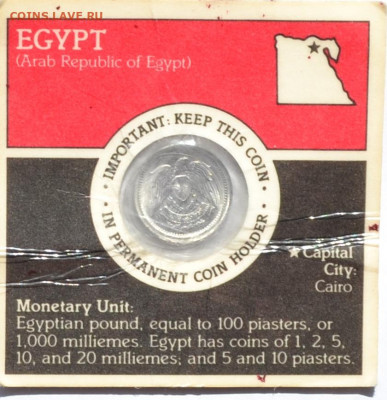 COINS.LAVE.RU
EGYPT
(Arab Republic of Egypt)
• IMPORTANT: KEEP THIS COIN •
IN PERMANENT COIN HOLDER
★Capital
City:
Cairo
Monetary Unit:
Egyptian pound, equal to 100 piasters, or
1,000 milliemes. Egypt has coins of 1, 2, 5,
10, and 20 milliemes; and 5 and 10 piasters.